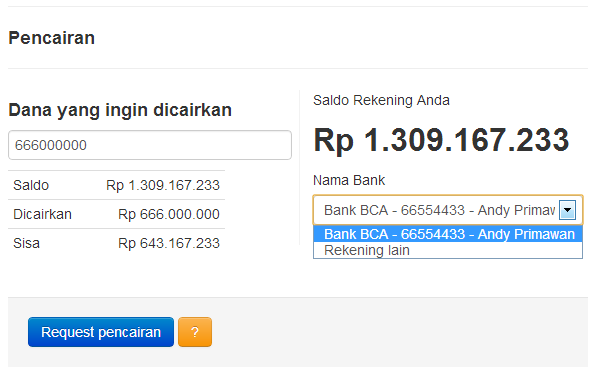 Pencairan
Dana yang ingin dicairkan
666000000
Saldo Rp 1.309.167.233
Dicairkan Rp 666.000.000
Sisa Rp 643.167.233
Saldo Rekening Anda
Rp 1.309.167.233
Nama Bank
Bank BCA - 66554433 - Andy Primaw
Bank BCA - 66554433 - Andy Primawan
Rekening lain
Request pencairan ?